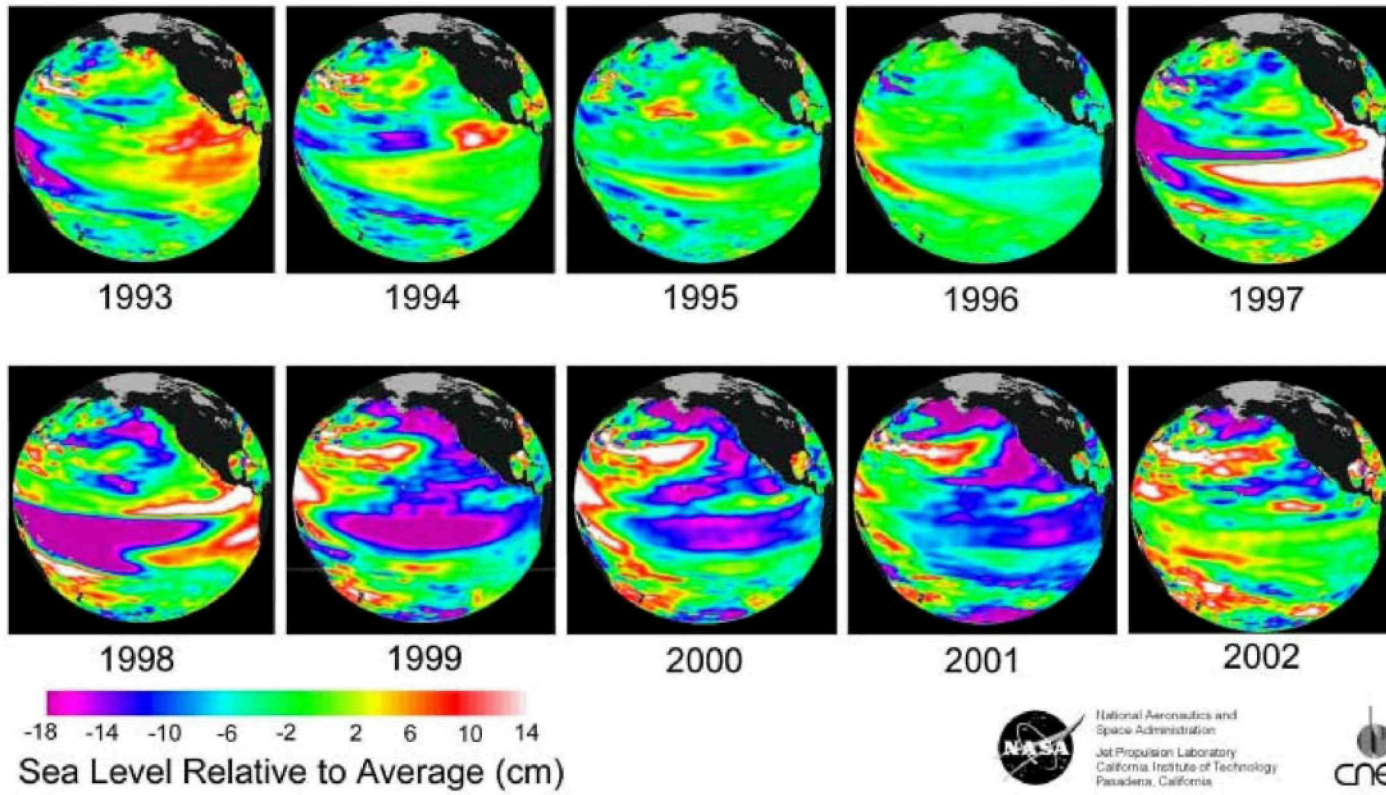 1993 1994 1995 1996 1997
1998 1999 2000 2001 2002
-18 -14 -10 -6 -2 2 6 10 14
Sea Level Relative to Average (cm)
NASA
National Aeronautics and
Space Administration
Jet Propulsion Laboratory
California Institute of Technology
Pasadena, California
cne